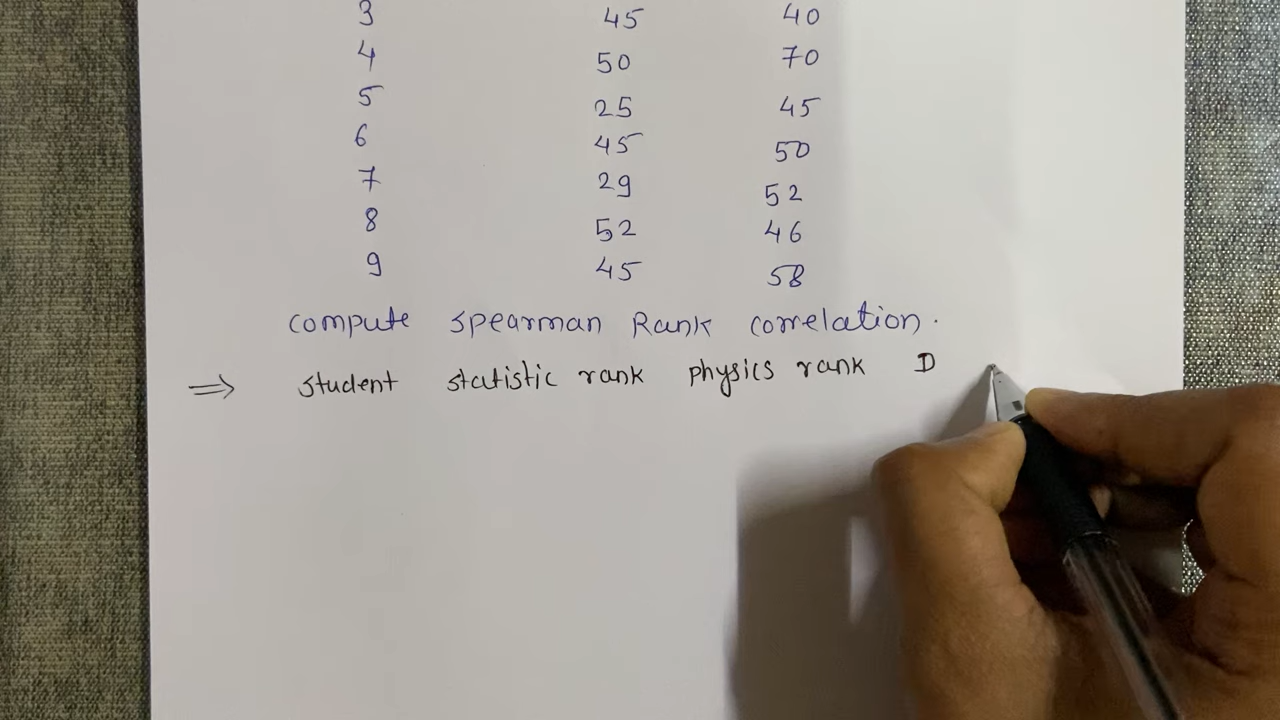 3 45 40
4 50 70
5 25 45
6 45 50
7 29 52
8 52 46
9 45 58
compute spearman Rank correlation.
⇒ student statistic rank physics rank D